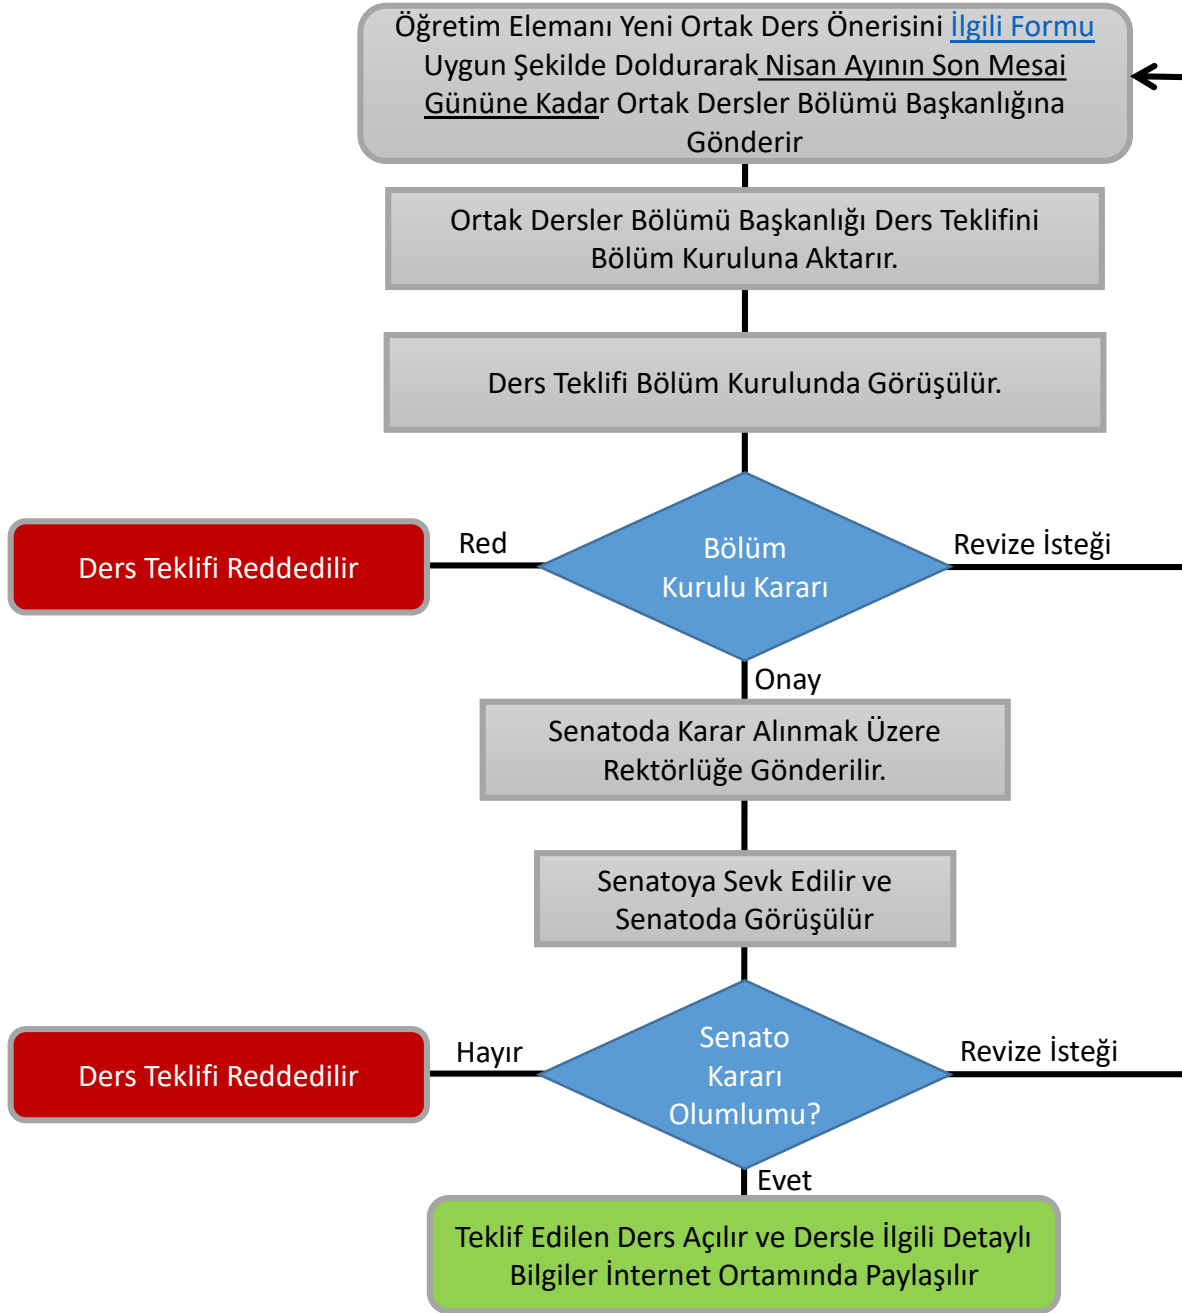 Öğretim Elemanı Yeni Ortak Ders Önerisini İlgili Formu
Uygun Şekilde Doldurarak Nisan Ayının Son Mesai
Gününe Kadar Ortak Dersler Bölümü Başkanlığına
Gönderir
Ortak Dersler Bölümü Başkanlığı Ders Teklifini
Bölüm Kuruluna Aktarır.
Ders Teklifi Bölüm Kurulunda Görüşülür.
Ders Teklifi Reddedilir
Red
Bölüm
Kurulu Kararı
Revize İsteği
Onay
Senatoda Karar Alınmak Üzere
Rektörlüğe Gönderilir.
Senatoya Sevk Edilir ve
Senatoda Görüşülür
Ders Teklifi Reddedilir
Hayır
Senato
Kararı
Olumlumu?
Revize İsteği
Evet
Teklif Edilen Ders Açılır ve Dersle İlgili Detaylı
Bilgiler İnternet Ortamında Paylaşılır